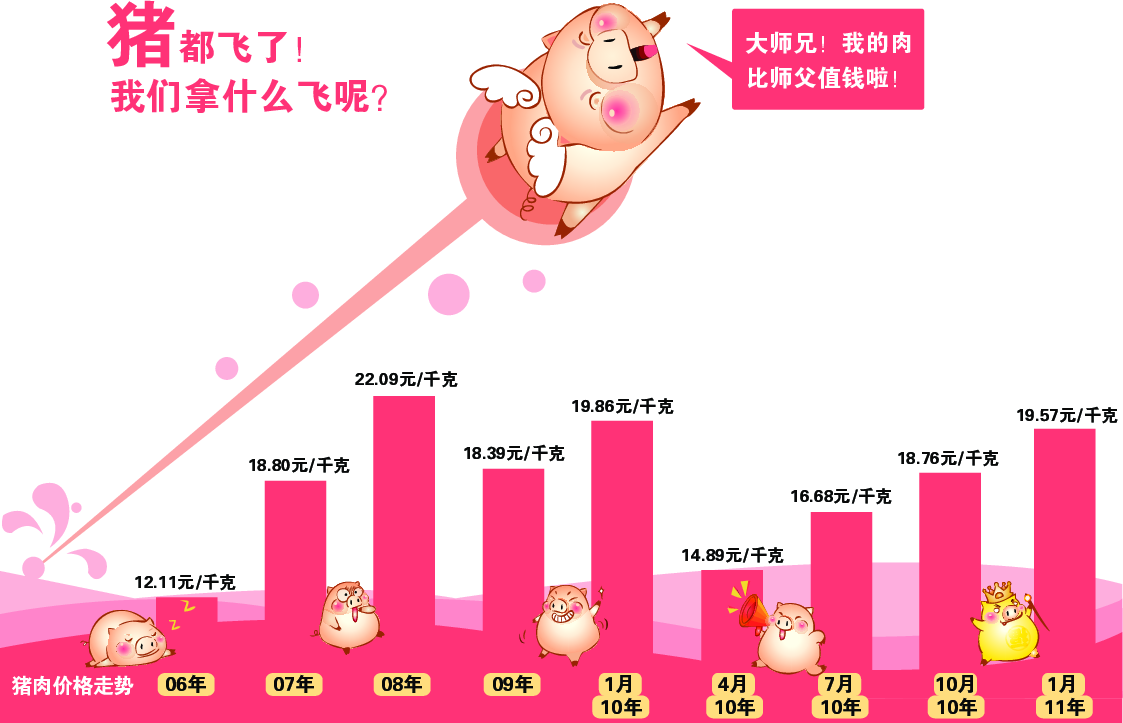 猪都飞了!
我们拿什么飞呢?
大师兄!我的肉
比师父值钱啦!
12.11元/千克
18.80元/千克
22.09元/千克
18.39元/千克
19.86元/千克
14.89元/千克
16.68元/千克
18.76元/千克
19.57元/千克
猪肉价格走势
06年
07年
08年
09年
1月
10年
4月
10年
7月
10年
10月
10年
1月
11年